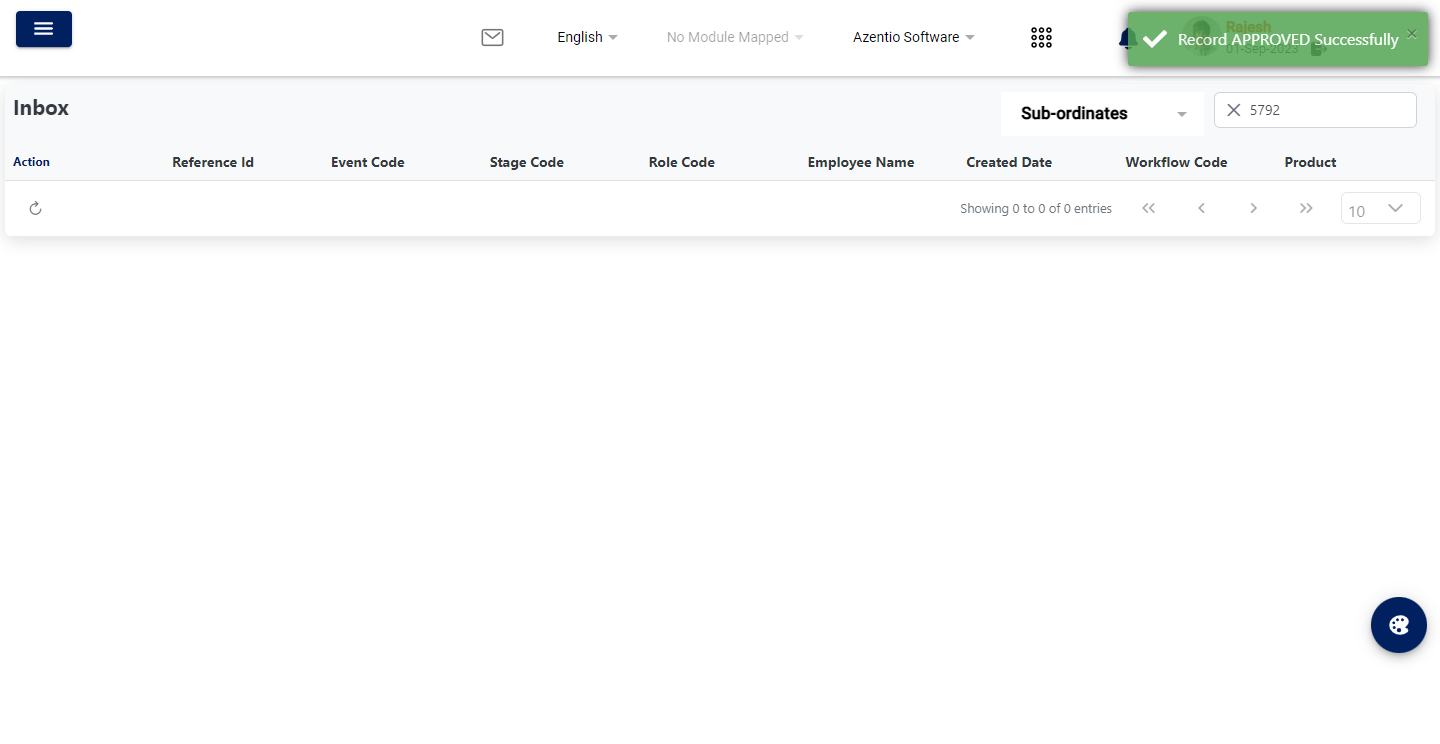 English
No Module Mapped
Azentio Software
Rajesh
01-Sep-2023
Record APPROVED Successfully
Inbox
Sub-ordinates
5792
Action Reference Id Event Code Stage Code Role Code Employee Name Created Date Workflow Code Product
Showing 0 to 0 of 0 entries
10